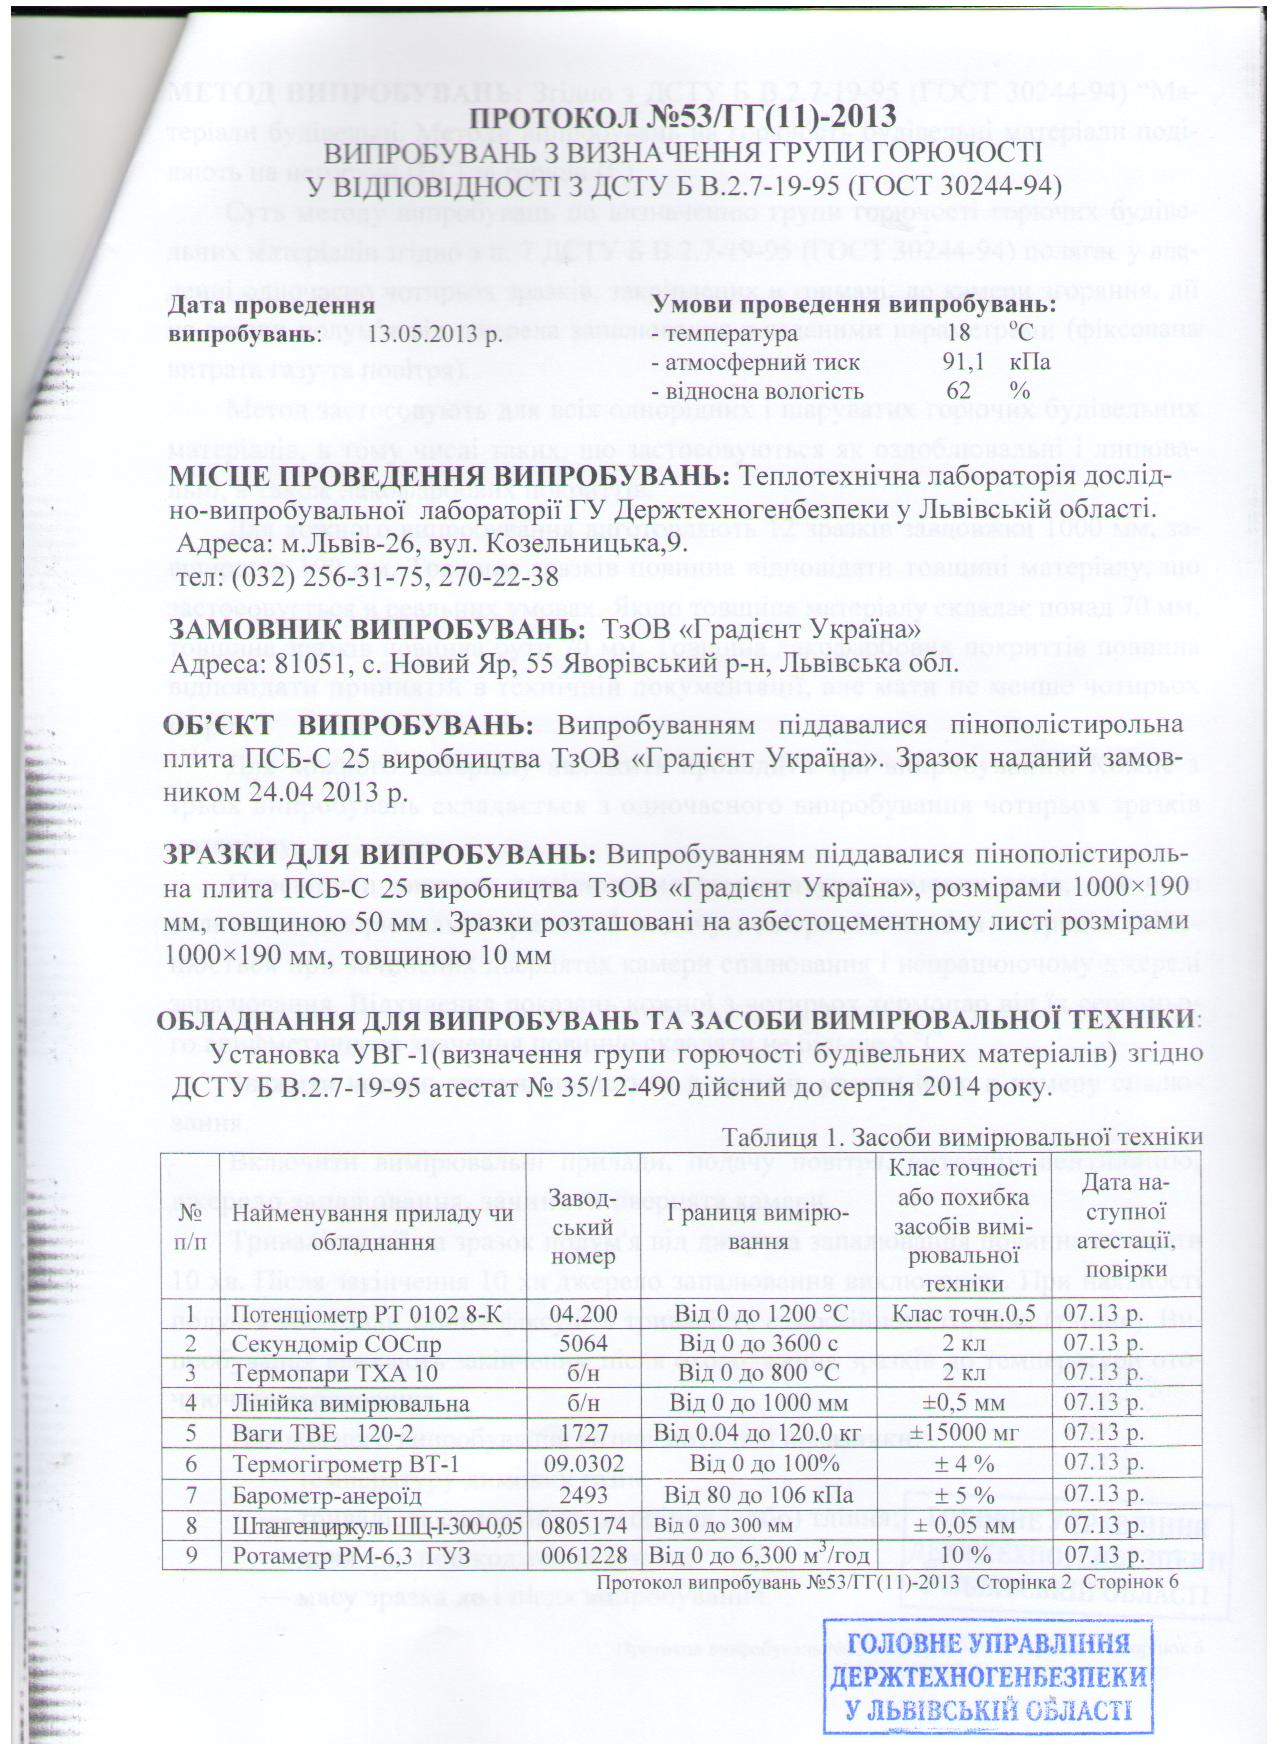 ПРОТОКОЛ №53/ГГ(11)-2013
ВИПРОБУВАНЬ З ВИЗНАЧЕННЯ ГРУПИ ГОРЮЧОСТІ
У ВІДПОВІДНОСТІ З ДСТУ Б В.2.7-19-95 (ГОСТ 30244-94)
Дата проведення
випробувань: 13.05.2013 р.
Умови проведення випробувань:
- температура 18 °С
- атмосферний тиск 91,1 кПа
- відносна вологість 62 %
МІСЦЕ ПРОВЕДЕННЯ ВИПРОБУВАНЬ: Теплотехнічна лабораторія дослід-
но-випробувальної лабораторії ГУ Держтехногенбезпеки у Львівській області.
Адреса: м.Львів-26, вул. Козельницька,9.
тел: (032) 256-31-75, 270-22-38
ЗАМОВНИК ВИПРОБУВАНЬ: ТзОВ «Градієнт Україна»
Адреса: 81051, с. Новий Яр, 55 Яворівський р-н, Львівська обл.
ОБ’ЄКТ ВИПРОБУВАНЬ: Випробуванням піддавалися пінополістирольна
плита ПСБ-С 25 виробництва ТзОВ «Градієнт Україна». Зразок наданий замов-
ником 24.04 2013 р.
ЗРАЗКИ ДЛЯ ВИПРОБУВАНЬ: Випробуванням піддавалися пінополістироль-
на плита ПСБ-С 25 виробництва ТзОВ «Градієнт Україна», розмірами 1000×190
мм, товщиною 50 мм . Зразки розташовані на азбестоцементному листі розмірами
1000×190 мм, товщиною 10 мм
ОБЛАДНАННЯ ДЛЯ ВИПРОБУВАНЬ ТА ЗАСОБИ ВИМІРЮВАЛЬНОЇ ТЕХНІКИ:
Установка УВГ-1(визначення групи горючості будівельних матеріалів) згідно
ДСТУ Б В.2.7-19-95 атестат № 35/12-490 дійсний до серпня 2014 року.
Таблиця 1. Засоби вимірювальної техніки
№ п/п Найменування приладу чи обладнання Завод-ський номер Границя вимірю-вання Клас точності або похибка засобів вимі-рювальної техніки Дата на-ступної атестації, повірки
1 Потенціометр РТ 0102 8-К 04.200 Від 0 до 1200 °С Клас точн.0,5 07.13 р.
2 Секундомір СОСпр 5064 Від 0 до 3600 с 2 кл 07.13 р.
3 Термопари ТХА 10 б/н Від 0 до 800 °С 2 кл 07.13 р.
4 Лінійка вимірювальна б/н Від 0 до 1000 мм ±0,5 мм 07.13 р.
5 Ваги ТВЕ 120-2 1727 Від 0.04 до 120.0 кг ±15000 мг 07.13 р.
6 Термогігрометр ВТ-1 09.0302 Від 0 до 100% ± 4 % 07.13 р.
7 Барометр-анероїд 2493 Від 80 до 106 кПа ± 5 % 07.13 р.
8 Штангенциркуль ШЦ-І-300-0,05 0805174 Від 0 до 300 мм ± 0,05 мм 07.13 р.
9 Ротаметр РМ-6,3 ГУЗ 0061228 Від 0 до 6,300 м³/год 10 % 07.13 р.
Протокол випробувань №53/ГГ(11)-2013 Сторінка 2 Сторінок 6
ГОЛОВНЕ УПРАВЛІННЯ
ДЕРЖТЕХНОГЕНБЕЗПЕКИ
У ЛЬВІВСЬКІЙ ОБЛАСТІ